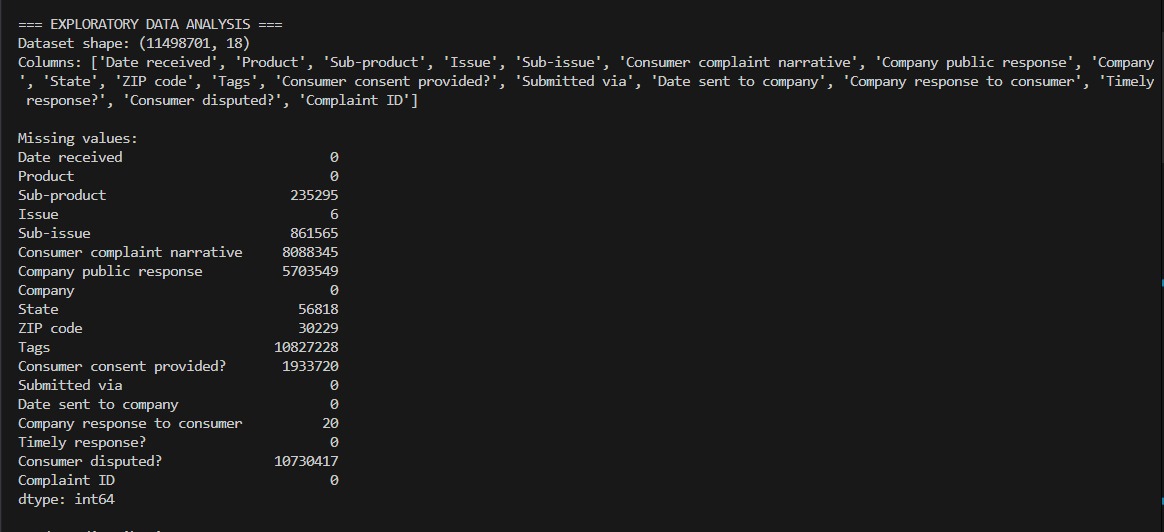 === EXPLORATORY DATA ANALYSIS ===
Dataset shape: (11498701, 18)
Columns: ['Date received', 'Product', 'Sub-product', 'Issue', 'Sub-issue', 'Consumer complaint narrative', 'Company public response', 'Company
', 'State', 'ZIP code', 'Tags', 'Consumer consent provided?', 'Submitted via', 'Date sent to company', 'Company response to consumer', 'Timely
response?', 'Consumer disputed?', 'Complaint ID']
Missing values:
Date received 0
Product 0
Sub-product 235295
Issue 6
Sub-issue 861565
Consumer complaint narrative 8088345
Company public response 5703549
Company 0
State 56818
ZIP code 30229
Tags 10827228
Consumer consent provided? 1933720
Submitted via 0
Date sent to company 0
Company response to consumer 20
Timely response? 0
Consumer disputed? 10730417
Complaint ID 0
dtype: int64